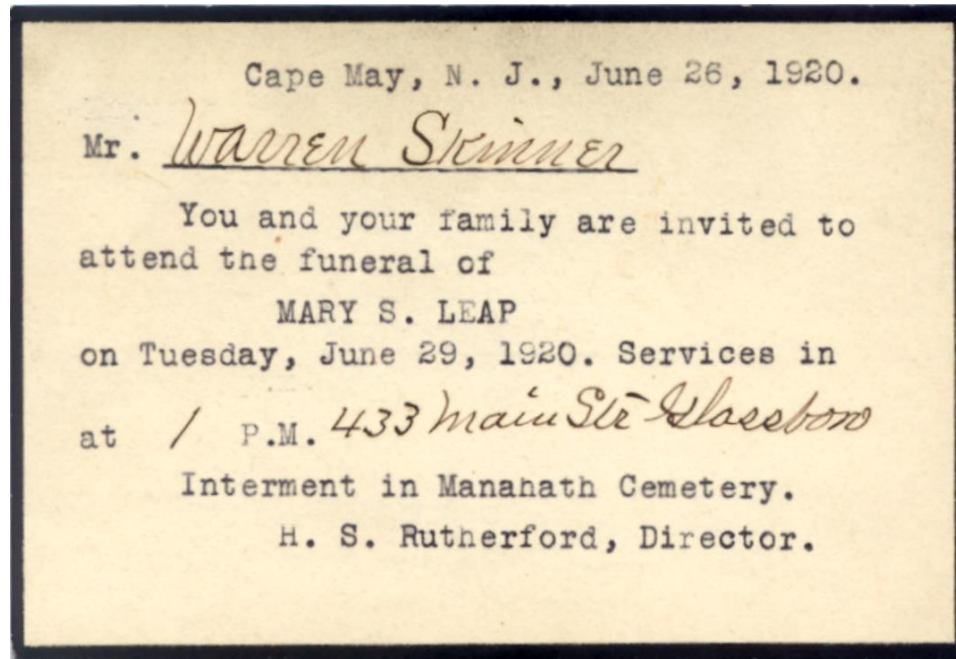 Cape May, N. J., June 26, 1920.
Mr. Warren Skinner
You and your family are invited to
attend the funeral of
MARY S. LEAP
on Tuesday, June 29, 1920. Services in
at 1 P.M. 433 Main Str Glassboro
Interment in Manahath Cemetery.
H. S. Rutherford, Director.